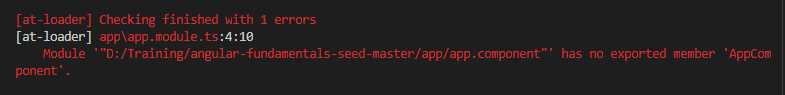 [at-loader] Checking finished with 1 errors
[at-loader] app\app.module.ts:4:10
Module '"D:/Training/angular-fundamentals-seed-master/app/app.component"' has no exported member 'AppCom
ponent'.